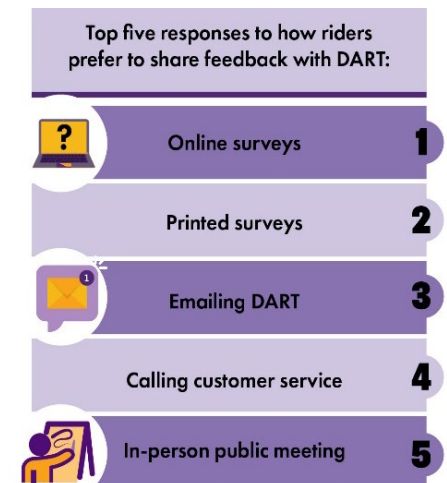 Top five responses to how riders
prefer to share feedback with DART:
?
Online surveys 1
Printed surveys 2
1
Emailing DART 3
Calling customer service 4
In-person public meeting 5